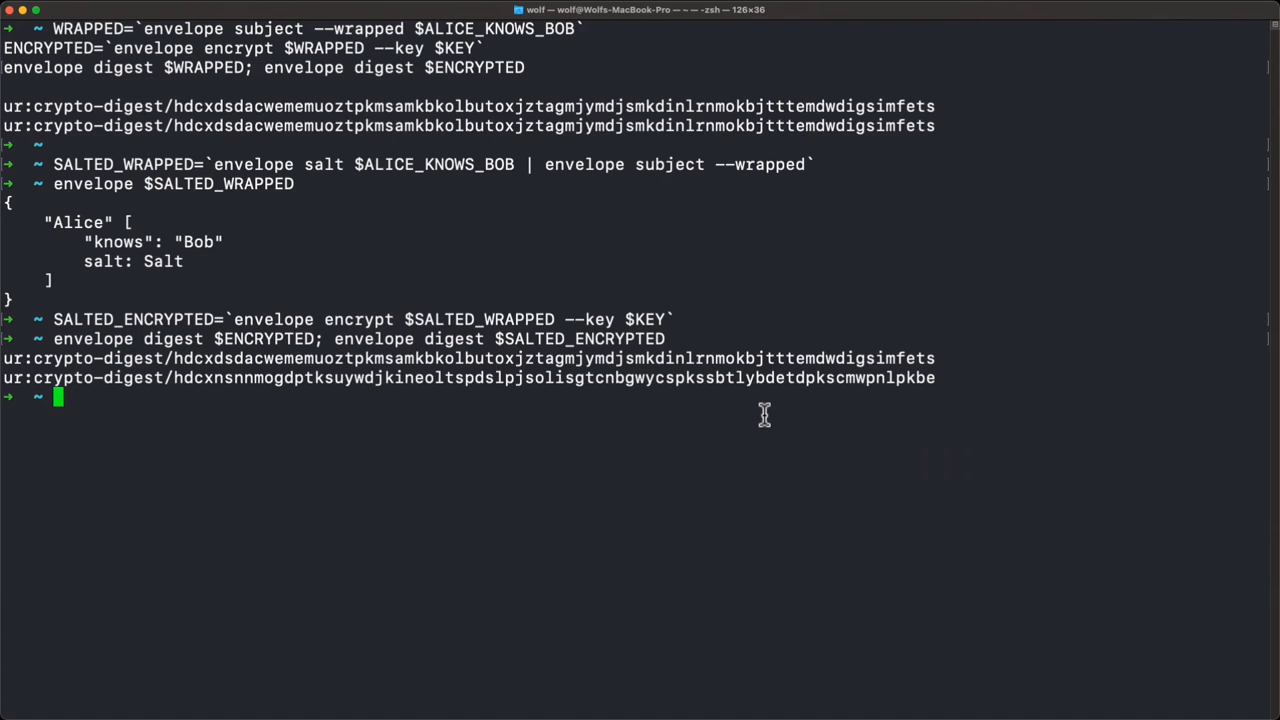 wolf — wolf@Wolfs-MacBook-Pro — ~ — -zsh — 126×36
➜  ~ WRAPPED=`envelope subject --wrapped $ALICE_KNOWS_BOB`
ENCRYPTED=`envelope encrypt $WRAPPED --key $KEY`
envelope digest $WRAPPED; envelope digest $ENCRYPTED
ur:crypto-digest/hdcxdsdacwememuoztpkmsamkbkolbutoxjztagmjymdjsmkdinlrnmokbjtttemdwdigsimfets
ur:crypto-digest/hdcxdsdacwememuoztpkmsamkbkolbutoxjztagmjymdjsmkdinlrnmokbjtttemdwdigsimfets
➜  ~
➜  ~ SALTED_WRAPPED=`envelope salt $ALICE_KNOWS_BOB | envelope subject --wrapped`
➜  ~ envelope $SALTED_WRAPPED
{
    "Alice" [
        "knows": "Bob"
        salt: Salt
    ]
}
➜  ~ SALTED_ENCRYPTED=`envelope encrypt $SALTED_WRAPPED --key $KEY`
➜  ~ envelope digest $ENCRYPTED; envelope digest $SALTED_ENCRYPTED
ur:crypto-digest/hdcxdsdacwememuoztpkmsamkbkolbutoxjztagmjymdjsmkdinlrnmokbjtttemdwdigsimfets
ur:crypto-digest/hdcxnsnnmogdptksuywdjkineoltspdslpjsolisgtcnbgwycspkssbtlybdetdpkscmwpnlpkbe
➜  ~